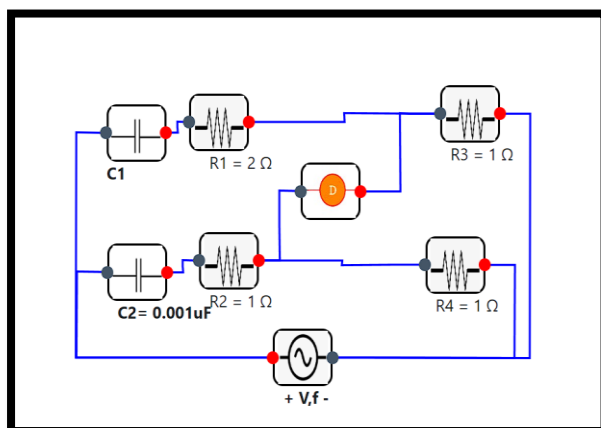 C1
R1 = 2 Ω
R3 = 1 Ω
D
C2= 0.001uF
R2 = 1 Ω
R4 = 1 Ω
+ V,f -